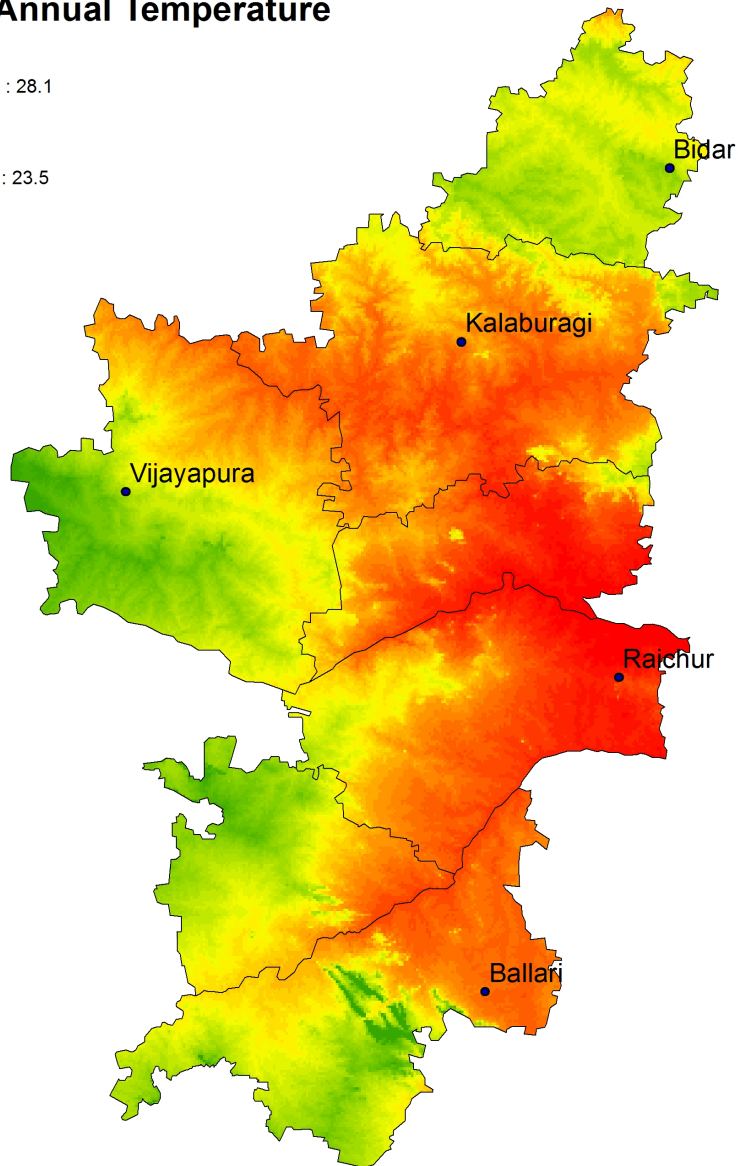 Annual Temperature
: 28.1
: 23.5
Bidar
Kalaburagi
Vijayapura
Raichur
Ballari